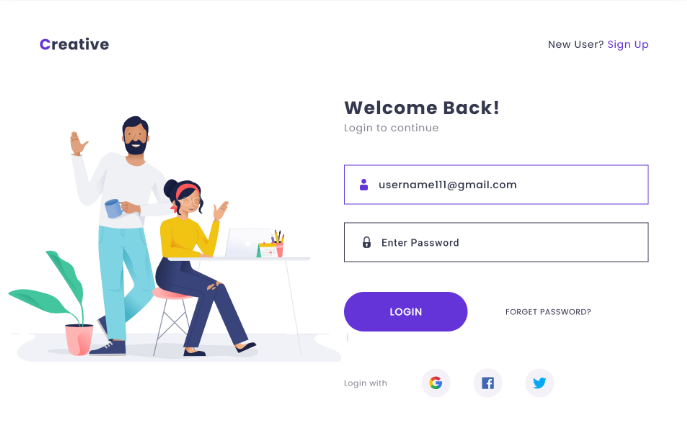 Creative
New User? Sign Up
Welcome Back!
Login to continue
username111@gmail.com
Enter Password
LOGIN
FORGET PASSWORD?
Login with